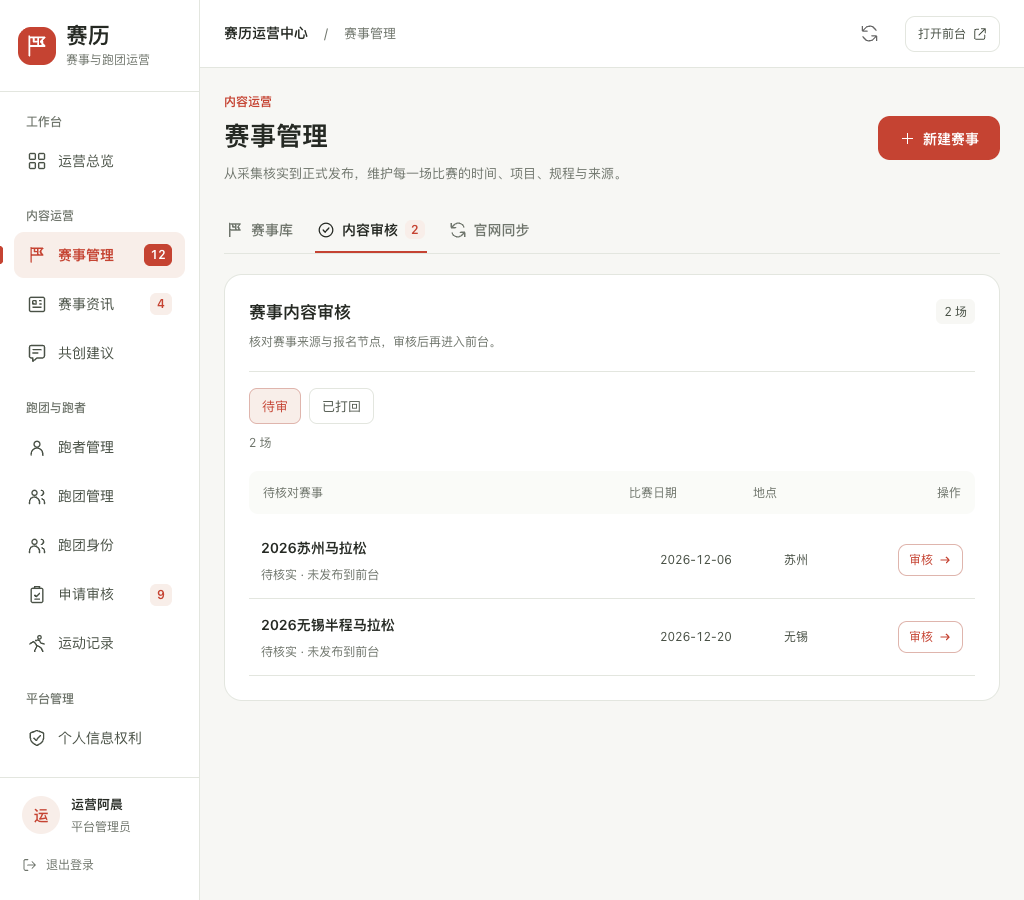 赛历
赛事与跑团运营
工作台
运营总览
内容运营
赛事管理 12
赛事资讯 4
共创建议
跑团与跑者
跑者管理
跑团管理
跑团身份
申请审核 9
运动记录
平台管理
个人信息权利
运 运营阿晨
平台管理员
退出登录
赛历运营中心 / 赛事管理
打开前台
内容运营
赛事管理
从采集核实到正式发布，维护每一场比赛的时间、项目、规程与来源。
新建赛事
赛事库 内容审核 2 官网同步
赛事内容审核 2 场
核对赛事来源与报名节点，审核后再进入前台。
待审 已打回
2 场
待核对赛事 比赛日期 地点 操作
2026苏州马拉松
待核实 · 未发布到前台
2026-12-06 苏州 审核
2026无锡半程马拉松
待核实 · 未发布到前台
2026-12-20 无锡 审核